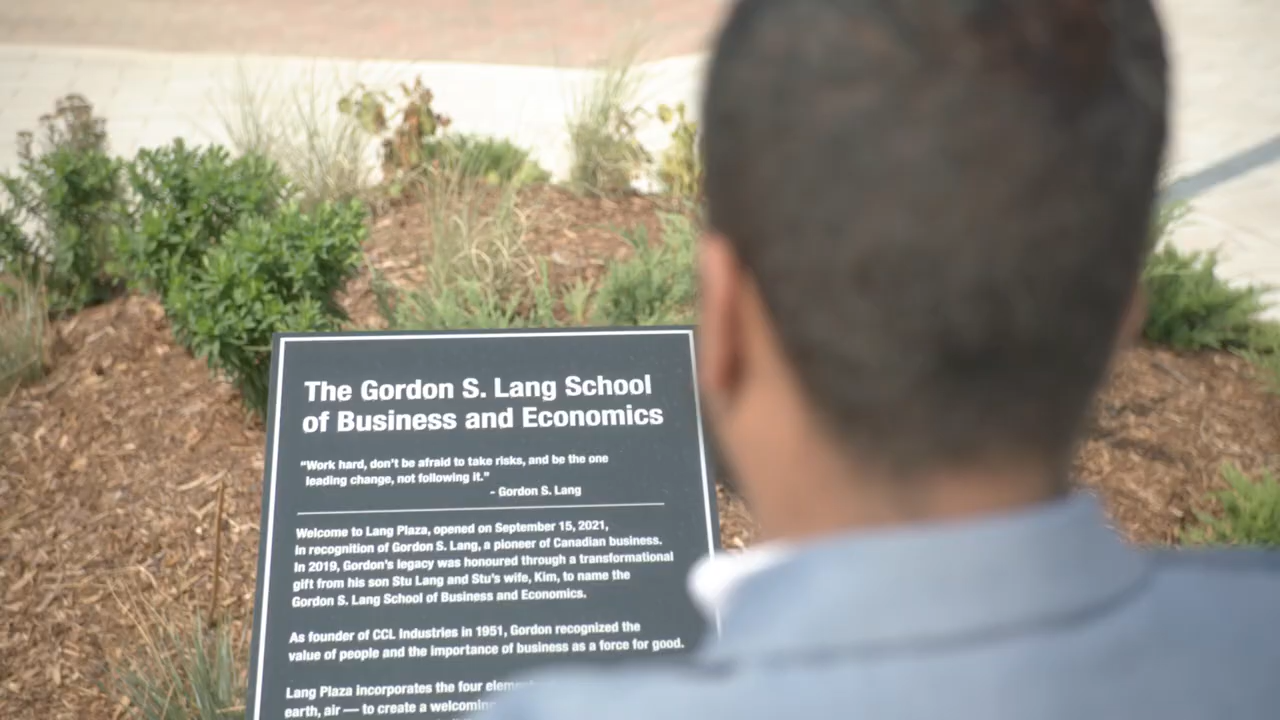 The Gordon S. Lang School
of Business and Economics
“Work hard, don’t be afraid to take risks, and be the one
leading change, not following it.”
- Gordon S. Lang
Welcome to Lang Plaza, opened on September 15, 2021,
in recognition of Gordon S. Lang, a pioneer of Canadian business.
In 2019, Gordon’s legacy was honoured through a transformational
gift from his son Stu Lang and Stu’s wife, Kim, to name the
Gordon S. Lang School of Business and Economics.
As founder of CCL Industries in 1951, Gordon recognized the
value of people and the importance of business as a force for good.
Lang Plaza incorporates the four
earth, air — to create a